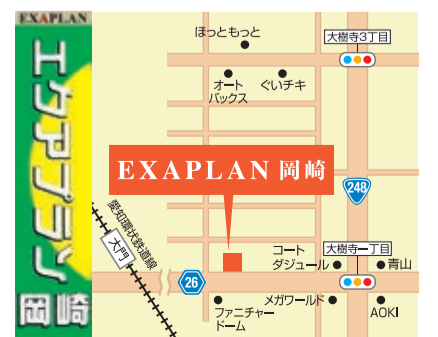 EXAPLAN
エクアプラン
岡崎
ほっともっと
大樹寺3丁目
オート
バックス
ぐいチキ
EXAPLAN 岡崎
248
愛知環状鉄道線
大門
コート
ダジュール
大樹寺一丁目
青山
26
ファニチャー
ドーム
メガワールド
AOKI